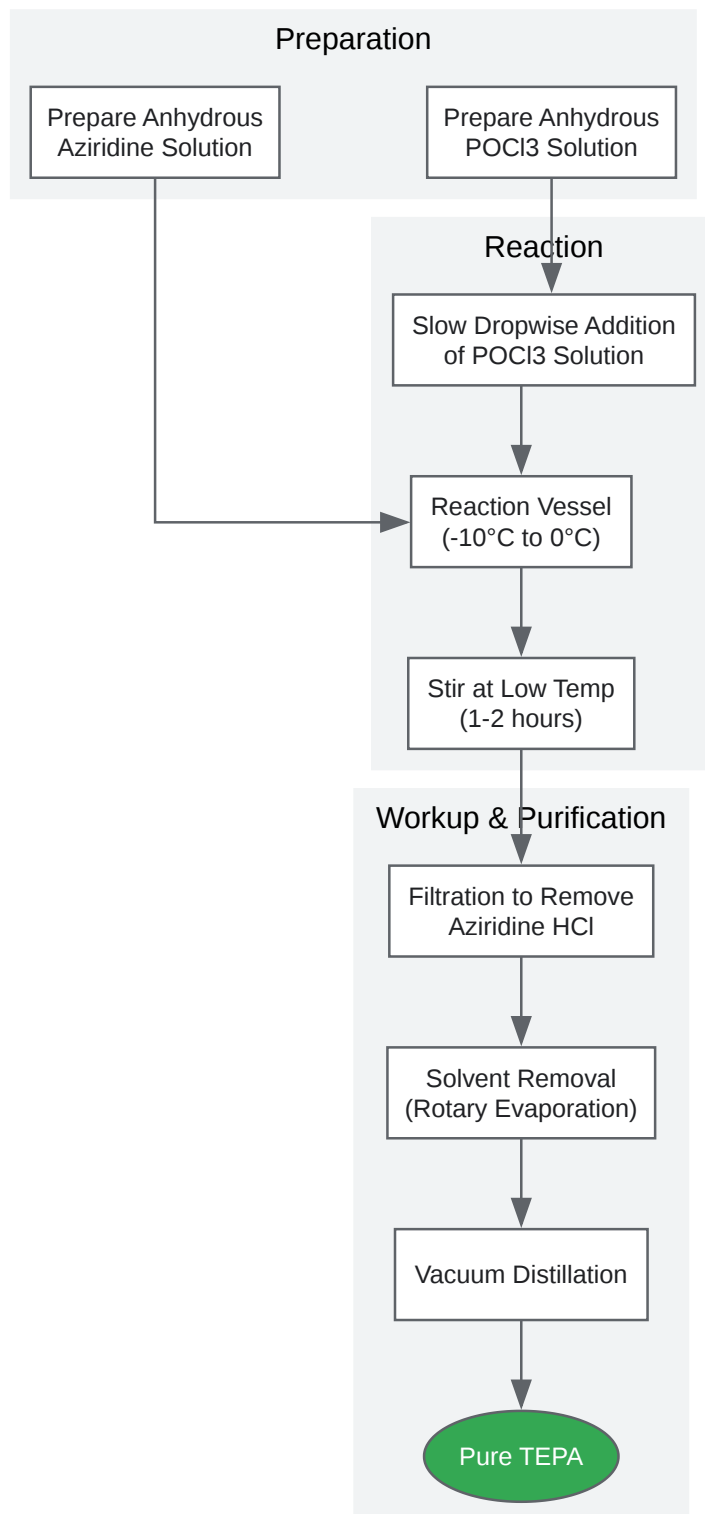 Preparation
Prepare Anhydrous
Aziridine Solution
Prepare Anhydrous
POCl3 Solution
Reaction
Slow Dropwise Addition
of POCl3 Solution
Reaction Vessel
(-10°C to 0°C)
Stir at Low Temp
(1-2 hours)
Workup & Purification
Filtration to Remove
Aziridine HCl
Solvent Removal
(Rotary Evaporation)
Vacuum Distillation
Pure TEPA